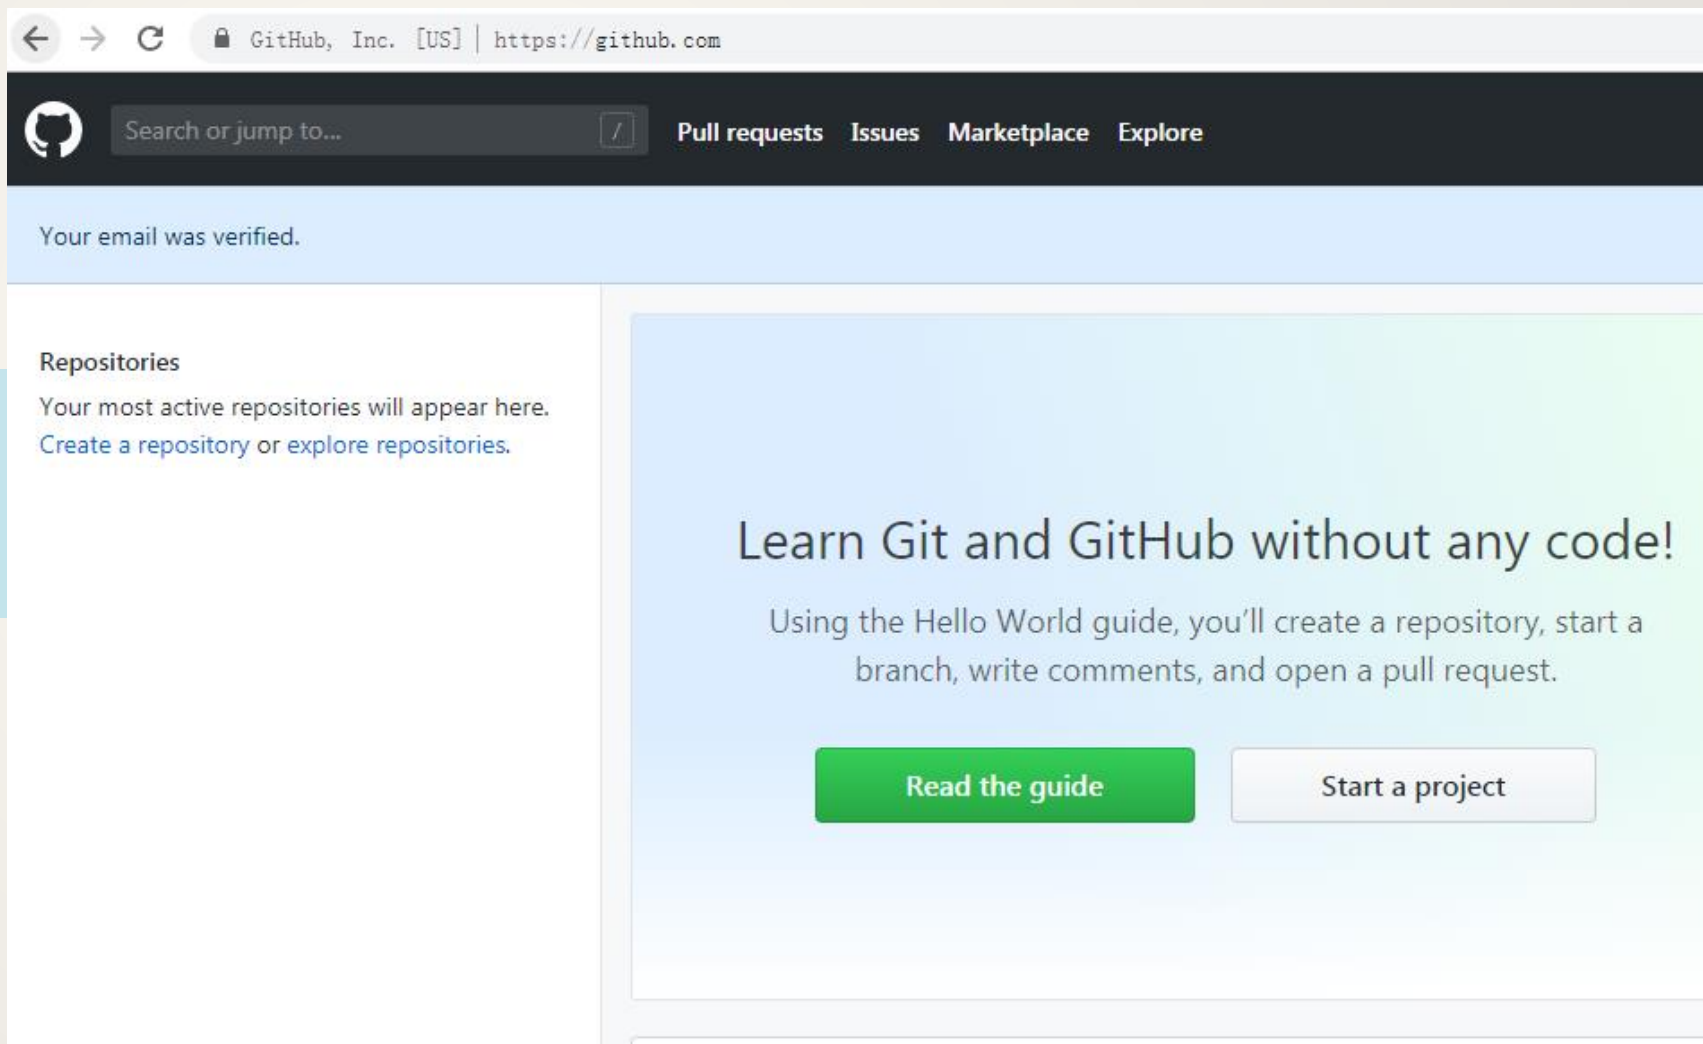 GitHub, Inc. [US] | https://github.com
Search or jump to... /
Pull requests Issues Marketplace Explore
Your email was verified.
Repositories
Your most active repositories will appear here.
Create a repository or explore repositories.
Learn Git and GitHub without any code!
Using the Hello World guide, you’ll create a repository, start a
branch, write comments, and open a pull request.
Read the guide
Start a project